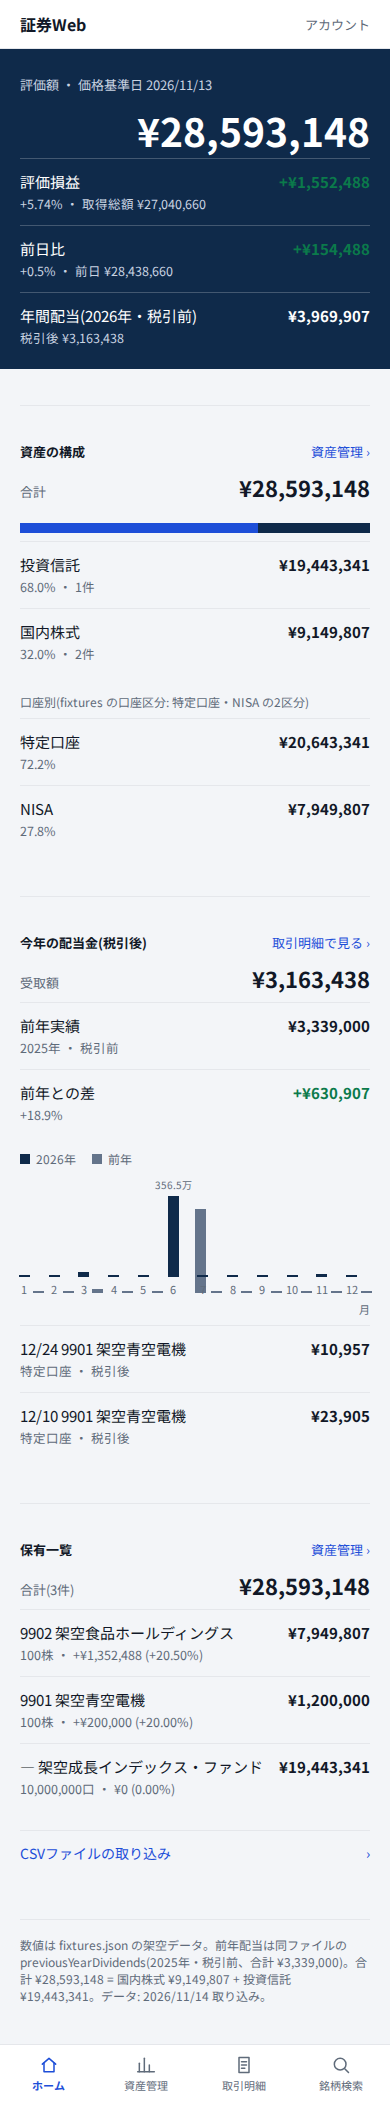 証券Web
アカウント
評価額 ・ 価格基準日 2026/11/13
¥28,593,148
評価損益
+¥1,552,488
+5.74% ・ 取得総額 ¥27,040,660
前日比
+¥154,488
+0.5% ・ 前日 ¥28,438,660
年間配当(2026年・税引前)
¥3,969,907
税引後 ¥3,163,438
資産の構成
資産管理 ›
合計
¥28,593,148
投資信託
¥19,443,341
68.0% ・ 1件
国内株式
¥9,149,807
32.0% ・ 2件
口座別(fixtures の口座区分: 特定口座・NISA の2区分)
特定口座
¥20,643,341
72.2%
NISA
¥7,949,807
27.8%
今年の配当金(税引後)
取引明細で見る ›
受取額
¥3,163,438
前年実績
¥3,339,000
2025年 ・ 税引前
前年との差
+¥630,907
+18.9%
2026年
前年
356.5万
1 2 3 4 5 6 8 9 10 11 12
月
12/24 9901 架空青空電機
¥10,957
特定口座 ・ 税引後
12/10 9901 架空青空電機
¥23,905
特定口座 ・ 税引後
保有一覧
資産管理 ›
合計(3件)
¥28,593,148
9902 架空食品ホールディングス
¥7,949,807
100株 ・ +¥1,352,488 (+20.50%)
9901 架空青空電機
¥1,200,000
100株 ・ +¥200,000 (+20.00%)
— 架空成長インデックス・ファンド
¥19,443,341
10,000,000口 ・ ¥0 (0.00%)
CSVファイルの取り込み
›
数値は fixtures.json の架空データ。前年配当は同ファイルの
previousYearDividends(2025年・税引前、合計 ¥3,339,000)。合
計 ¥28,593,148 = 国内株式 ¥9,149,807 + 投資信託
¥19,443,341。データ: 2026/11/14 取り込み。
ホーム
資産管理
取引明細
銘柄検索